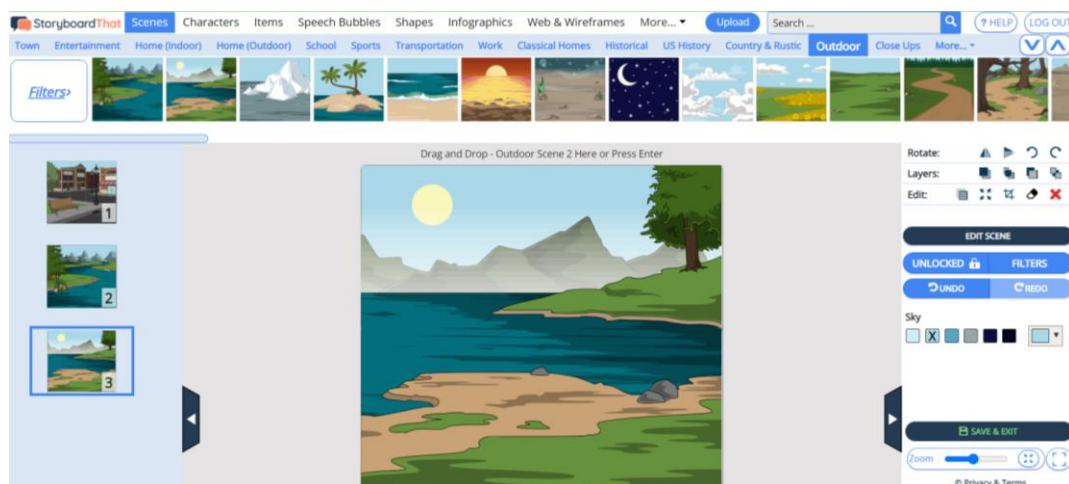 StoryboardThat Scenes Characters Items Speech Bubbles Shapes Infographics Web & Wireframes More... Upload Search ... ? HELP LOG OUT
Town Entertainment Home (Indoor) Home (Outdoor) School Sports Transportation Work Classical Homes Historical US History Country & Rustic Outdoor Close Ups More...
Filters›
Drag and Drop - Outdoor Scene 2 Here or Press Enter
1
2
3
Rotate:
Layers:
Edit:
EDIT SCENE
UNLOCKED FILTERS
UNDO REDO
Sky
X
SAVE & EXIT
Zoom
© Privacy & Terms